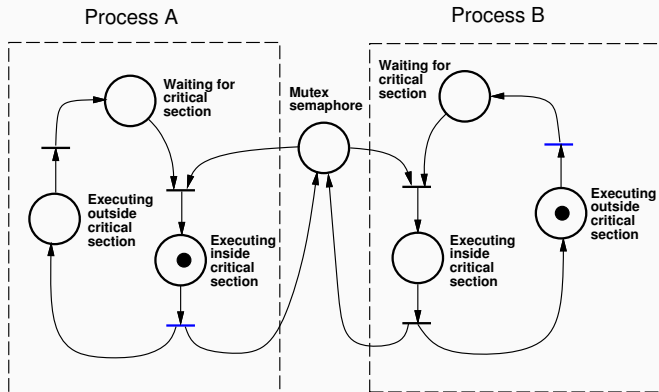 Process A
Process B
Waiting for
critical
section
Mutex
semaphore
Waiting for
critical
section
Executing
outside
critical
section
Executing
inside
critical
section
Executing
inside
critical
section
Executing
outside
critical
section